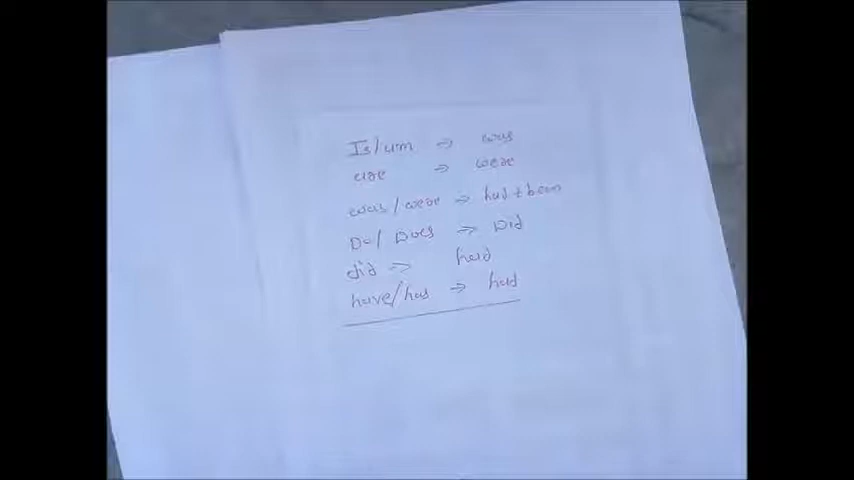 Is/am → was
are → were
was/were → had+been
Do/ Does → Did
did → had
have/has → had